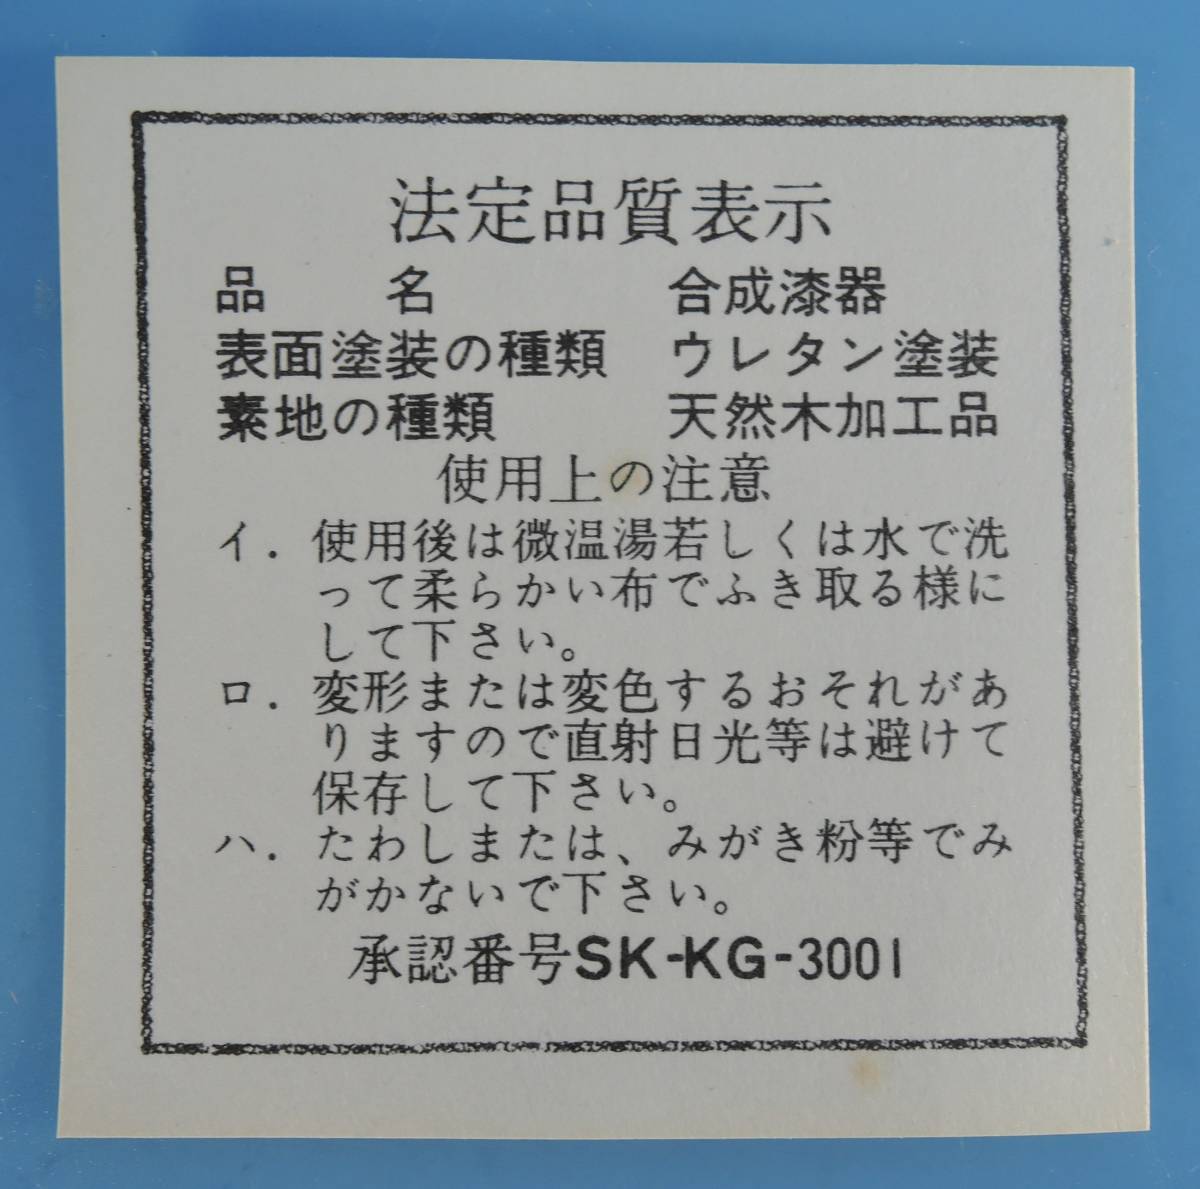 法定品質表示
品　　名　　　　合成漆器
表面塗装の種類　ウレタン塗装
素地の種類　　　天然木加工品
使用上の注意
イ．使用後は微温湯若しくは水で洗
って柔らかい布でふき取る様に
して下さい。
ロ．変形または変色するおそれがあ
りますので直射日光等は避けて
保存して下さい。
ハ．たわしまたは、みがき粉等でみ
がかないで下さい。
承認番号SK-KG-3001